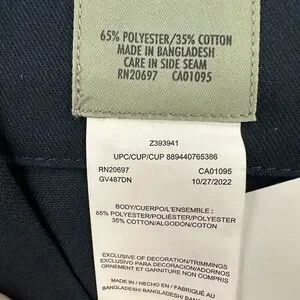 65% POLYESTER/35% COTTON
MADE IN BANGLADESH
CARE IN SIDE SEAM
RN20697 CA01095
Z393941
UPC/CUP/CUP 889440765386
RN20697 CA01095
GV487DN 10/27/2022
BODY/CUERPO/L'ENSEMBLE :
65% POLYESTER/POLIÉSTER/POLYESTER
35% COTTON/ALGODÓN/COTON
EXCLUSIVE OF DECORATION/TRIMMINGS
EXCLUSIVO PARA DECORACIÓN/ADORNOS
ORNEMENT ET GARNITURE NON COMPRIS
MADE IN / HECHO EN / FABRIQUÉ AU
BANGLADESH/BANGLADESH/